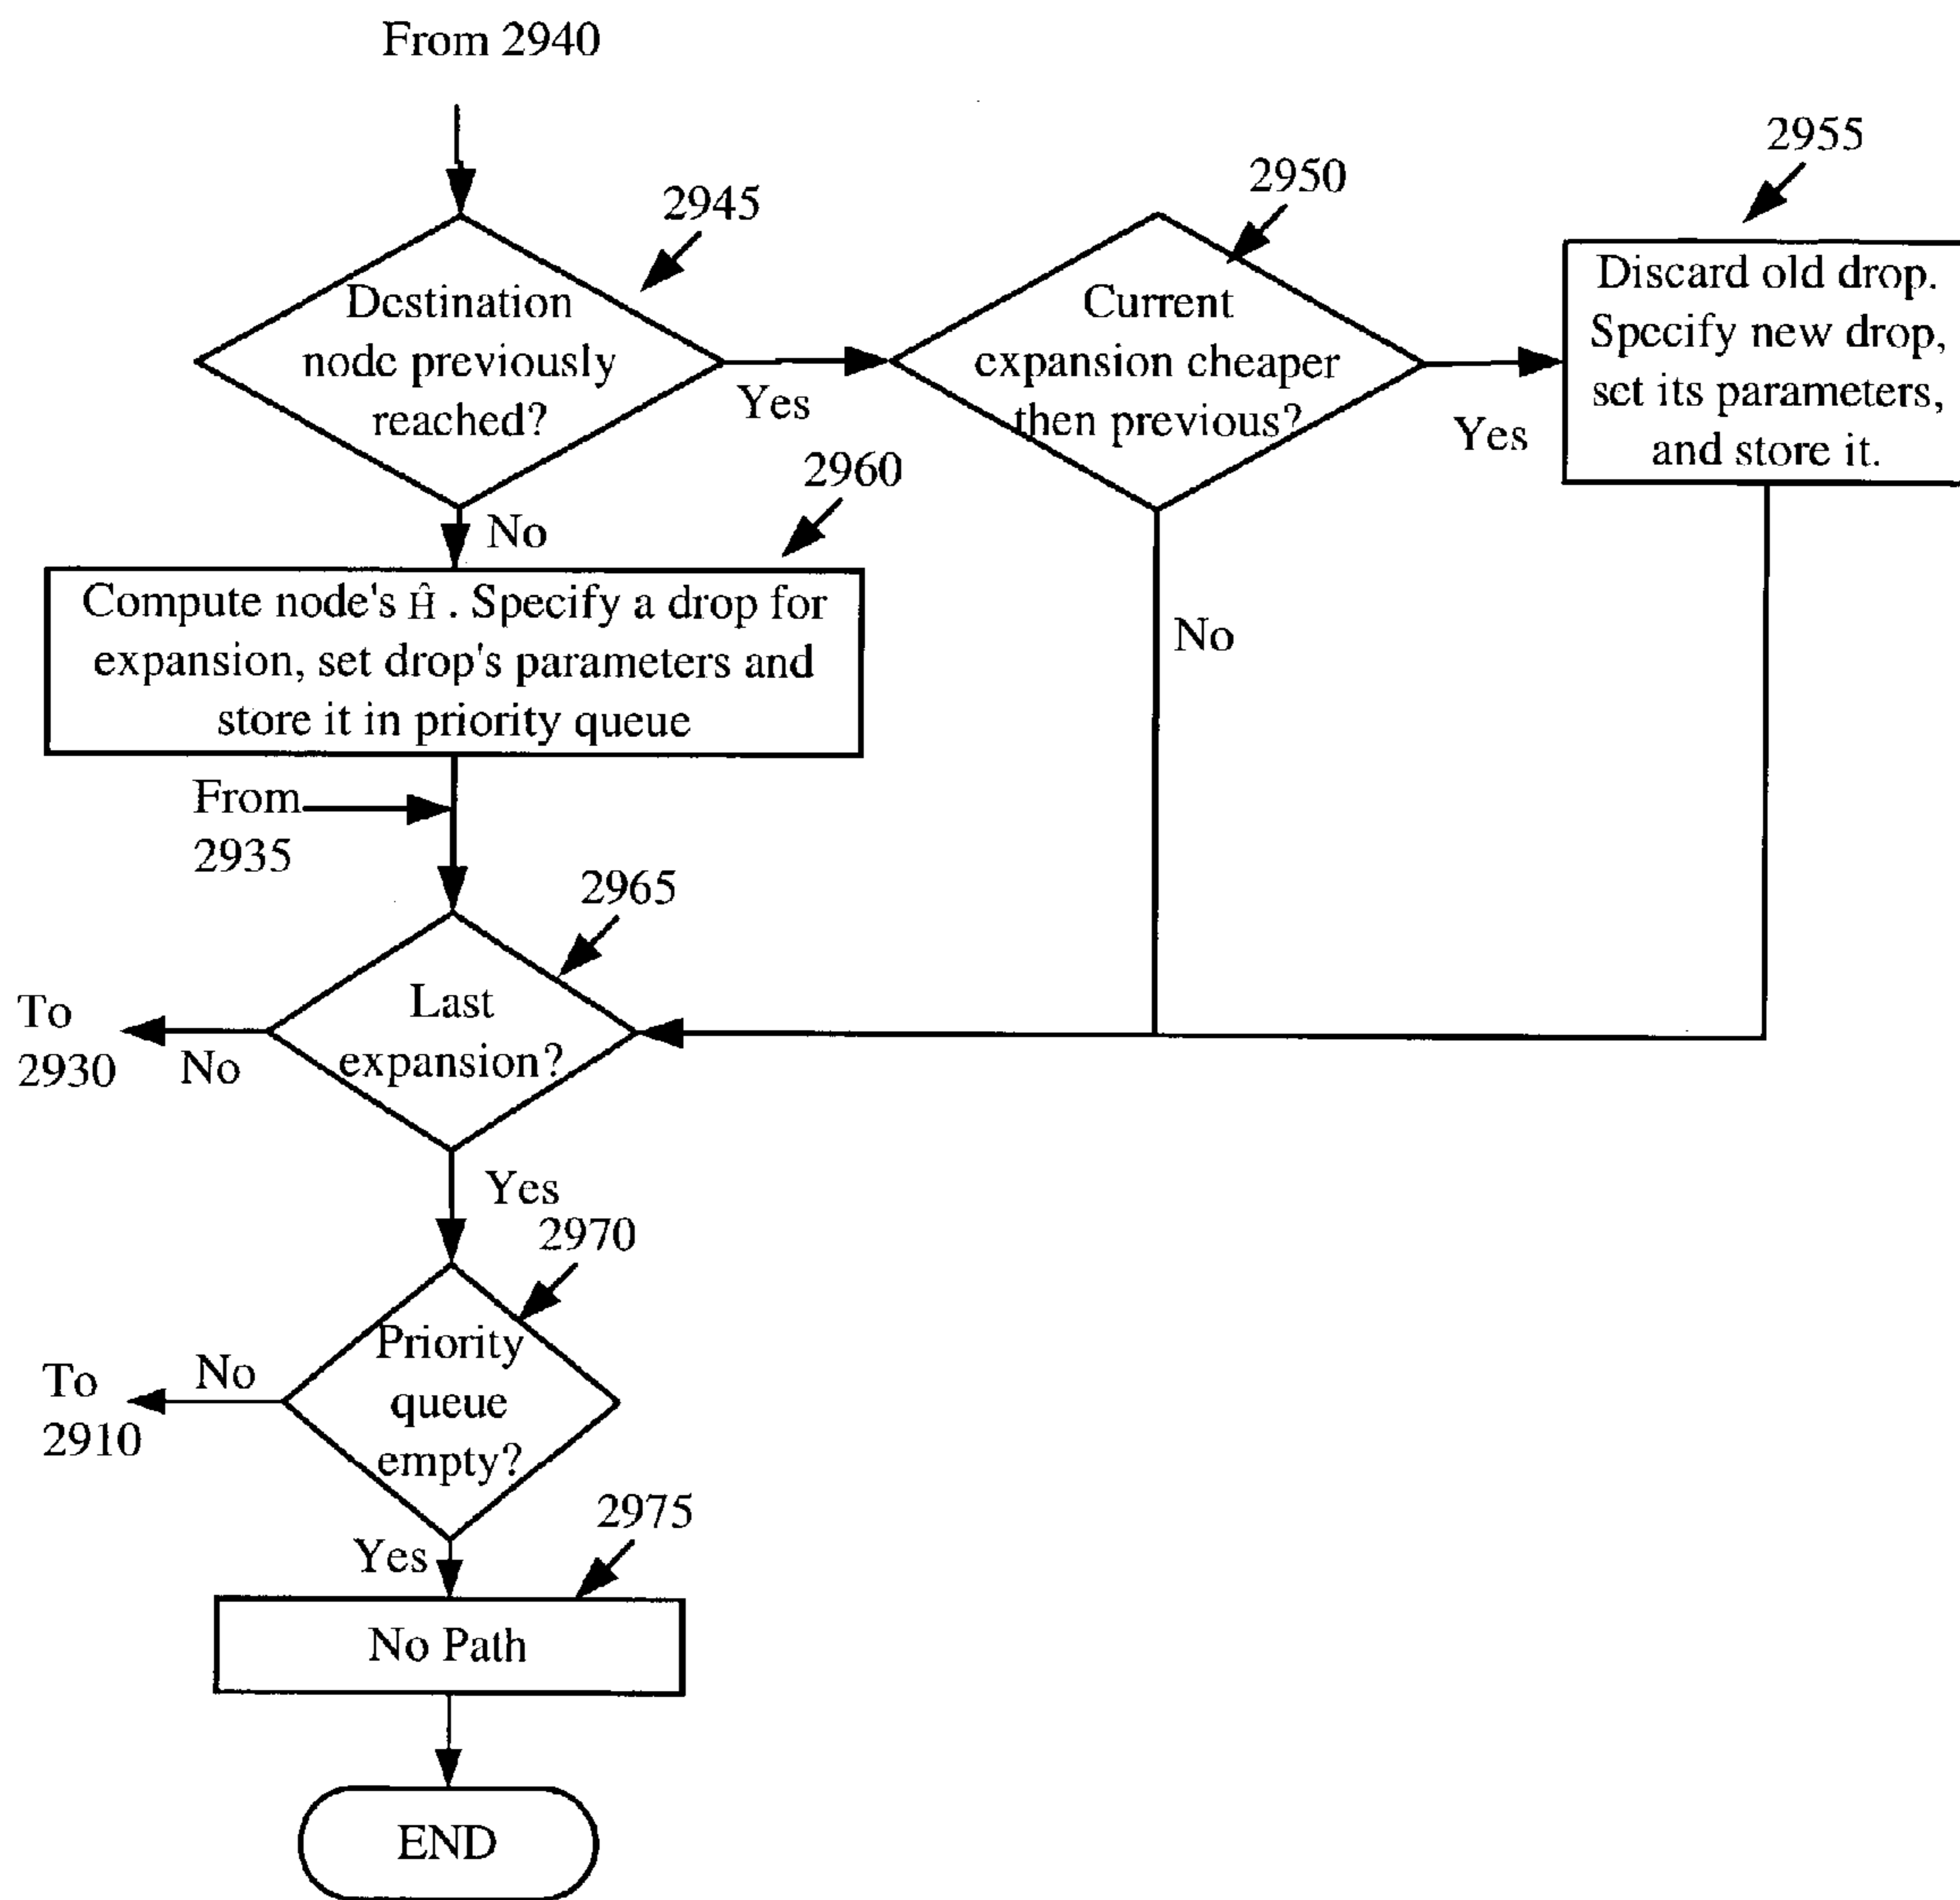 From 2940
2945
2950
2955
Destination
node previously
reached?
Yes
Current
expansion cheaper
then previous?
Yes
Discard old drop.
Specify new drop,
set its parameters,
and store it.
No
2960
Compute node's Ĥ . Specify a drop for
expansion, set drop's parameters and
store it in priority queue
No
From
2935
2965
Last
expansion?
To
2930
No
Yes
2970
Priority
queue
empty?
To
2910
No
Yes
2975
No Path
END